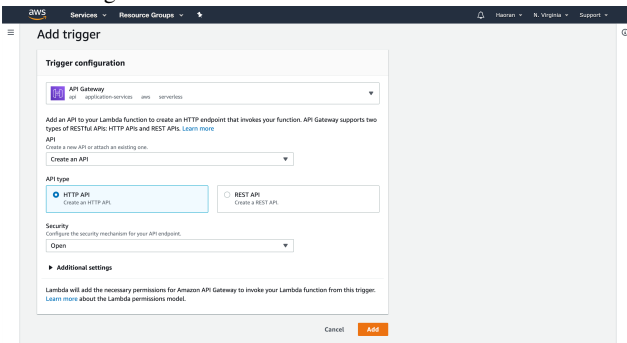 aws Services Resource Groups Haoran N. Virginia Support
Add trigger
Trigger configuration
API Gateway
api application-services aws serverless
Add an API to your Lambda function to create an HTTP endpoint that invokes your function. API Gateway supports two
types of RESTful APIs: HTTP APIs and REST APIs. Learn more
API
Create a new API or attach an existing one.
Create an API
API type
HTTP API
Create an HTTP API.
REST API
Create a REST API.
Security
Configure the security mechanism for your API endpoint.
Open
Additional settings
Lambda will add the necessary permissions for Amazon API Gateway to invoke your Lambda function from this trigger.
Learn more about the Lambda permissions model.
Cancel Add